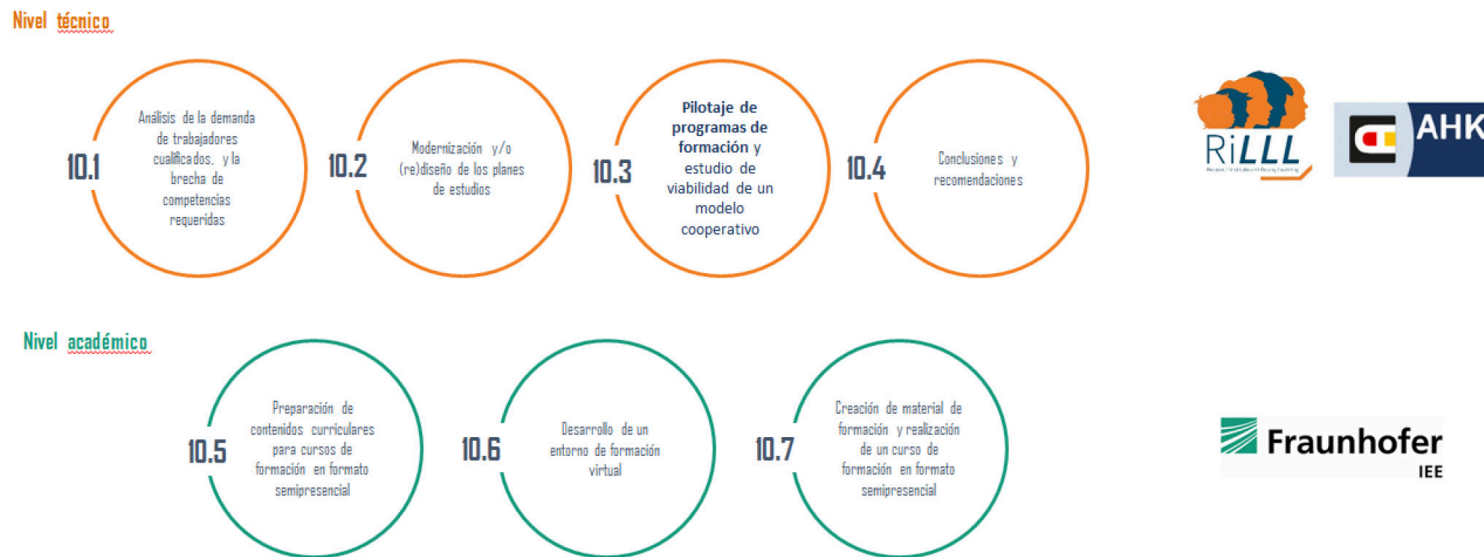 Nivel técnico
10.1
Análisis de la demanda
de trabajadores
cualificados, y la
brecha de
competencias
requeridas
10.2
Modernización y/o
(re)diseño de los planes
de estudios
10.3
Pilotaje de
programas de
formación y
estudio de
viabilidad de un
modelo
cooperativo
10.4
Conclusiones y
recomendaciones
RiLLL
AHK
Nivel académico
10.5
Preparación de
contenidos curriculares
para cursos de
formación en formato
semipresencial
10.6
Desarrollo de un
entorno de formación
virtual
10.7
Creación de material de
formación y realización
de un curso de
formación en formato
semipresencial
Fraunhofer
IEE